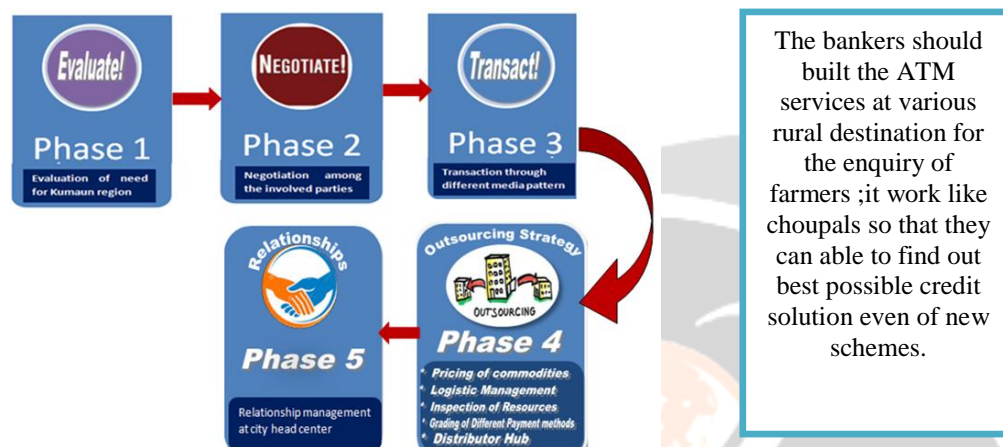 Evaluate!
Phase 1
Evaluation of need
for Kumaun region
NEGOTIATE!
Phase 2
Negotiation among
the involved parties
Transact!
Phase 3
Transaction through
different media pattern
Outsourcing Strategy
OUTSOURCING
Phase 4
* Pricing of commodities
* Logistic Management
* Inspection of Resources
* Grading of Different Payment methods
* Distributor Hub
Relationships
Phase 5
Relationship management
at city head center
The bankers should
built the ATM
services at various
rural destination for
the enquiry of
farmers ;it work like
choupals so that they
can able to find out
best possible credit
solution even of new
schemes.